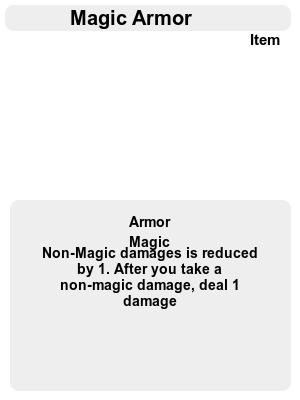 Magic Armor
Item
Armor
Magic
Non-Magic damages is reduced
by 1. After you take a
non-magic damage, deal 1
damage